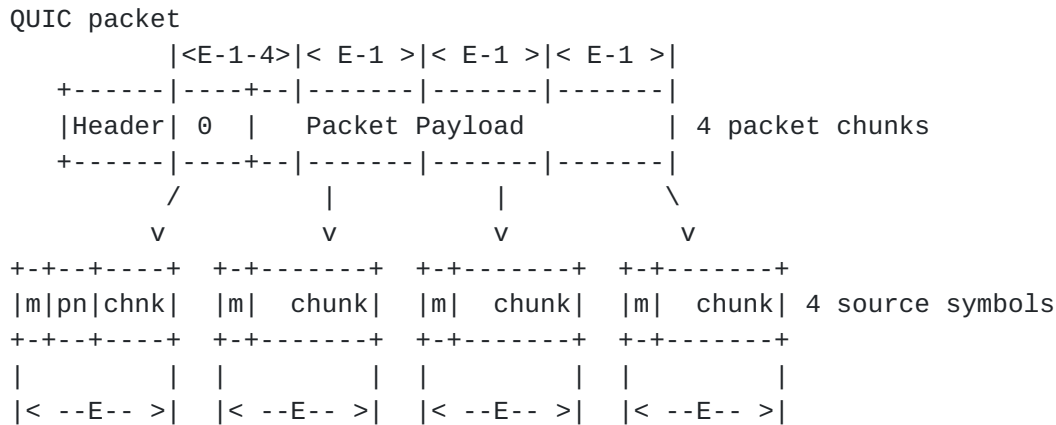 QUIC packet
|<E-1-4>|< E-1 >|< E-1 >|< E-1 >|
+------|----+--|-------|-------|-------|
|Header| 0  |   Packet Payload         | 4 packet chunks
+------|----+--|-------|-------|-------|
/         |          |          \
v          v          v           v
+-+--+----+  +-+-------+  +-+-------+  +-+-------+
|m|pn|chnk|  |m|  chunk|  |m|  chunk|  |m|  chunk| 4 source symbols
+-+--+----+  +-+-------+  +-+-------+  +-+-------+
|         |  |         |  |         |  |         |
|< --E-- >|  |< --E-- >|  |< --E-- >|  |< --E-- >|